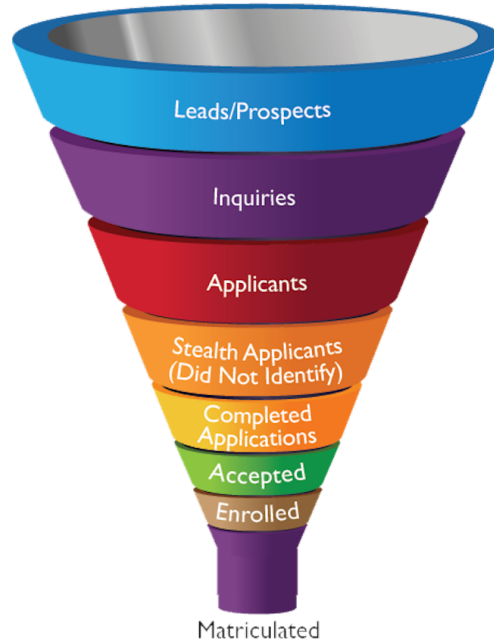 Leads/Prospects
Inquiries
Applicants
Stealth Applicants
(Did Not Identify)
Completed
Applications
Accepted
Enrolled
Matriculated